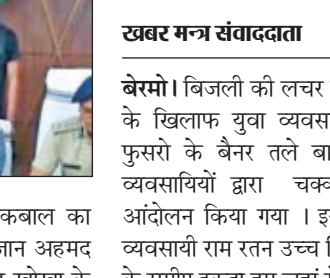 कबाल का
जान अहमद
खबर मन्त्र संवाददाता
बेरमो। बिजली की लचर
के खिलाफ युवा व्यवसा
फुसरो के बैनर तले बा
व्यवसायियों द्वारा चक्व
आंदोलन किया गया । इ
व्यवसायी राम रतन उच्च